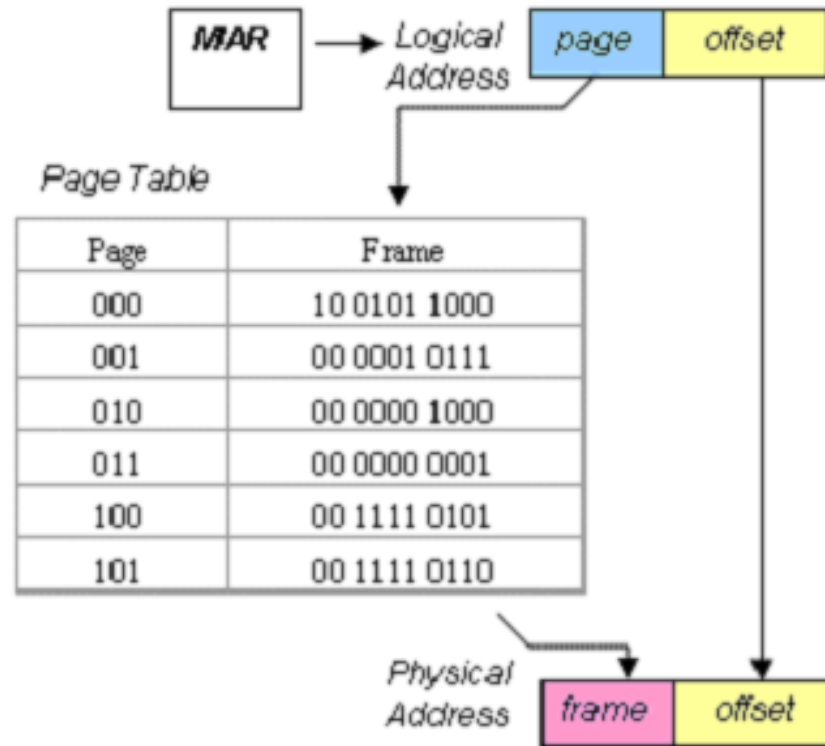 MAR
Logical
Address
page
offset
Page Table
Page Frame
000 10 0101 1000
001 00 0001 0111
010 00 0000 1000
011 00 0000 0001
100 00 1111 0101
101 00 1111 0110
Physical
Address
frame
offset